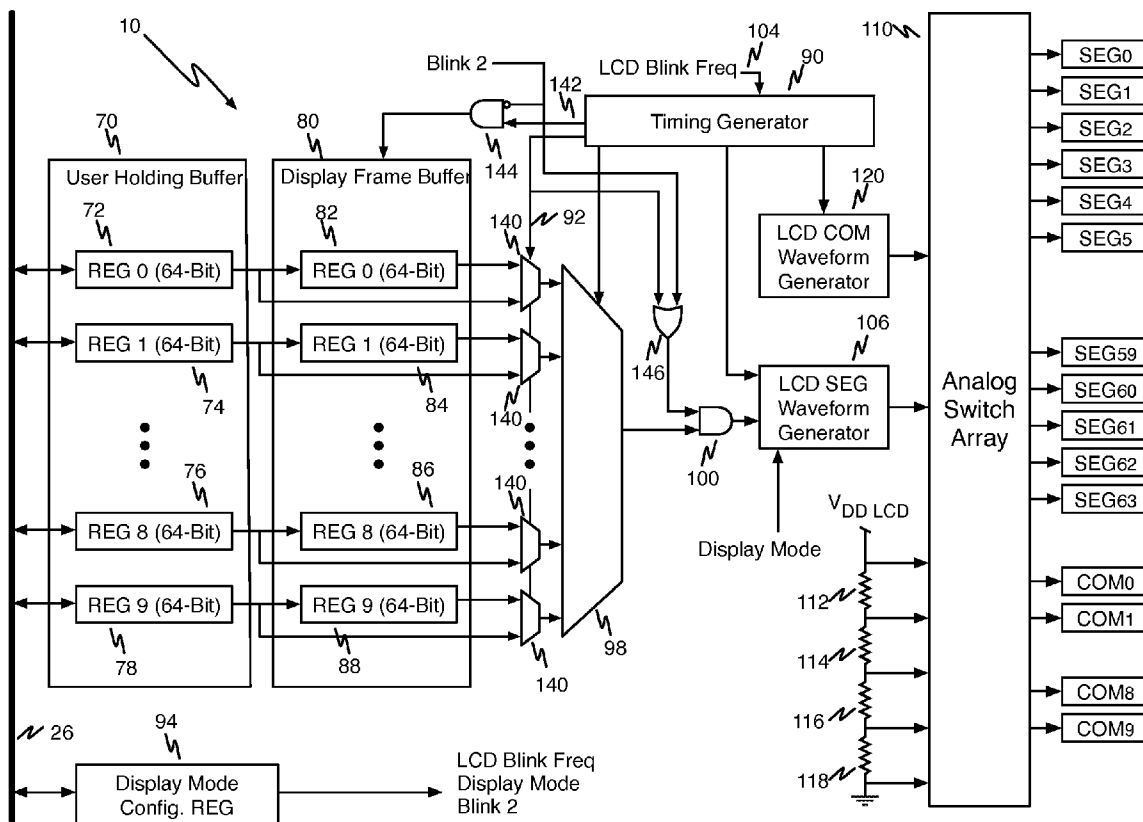 10
Blink 2
104
LCD Blink Freq
90
110
142
Timing Generator
144
70
User Holding Buffer
80
Display Frame Buffer
92
120
LCD COM
Waveform
Generator
72
REG 0 (64-Bit)
82
REG 0 (64-Bit)
140
REG 1 (64-Bit)
74
REG 1 (64-Bit)
84
140
146
106
LCD SEG
Waveform
Generator
100
76
REG 8 (64-Bit)
86
REG 8 (64-Bit)
140
Display Mode
REG 9 (64-Bit)
78
REG 9 (64-Bit)
88
140
98
VDD LCD
112
114
116
118
Analog
Switch
Array
SEG0
SEG1
SEG2
SEG3
SEG4
SEG5
SEG59
SEG60
SEG61
SEG62
SEG63
COM0
COM1
COM8
COM9
26
94
Display Mode
Config. REG
LCD Blink Freq
Display Mode
Blink 2